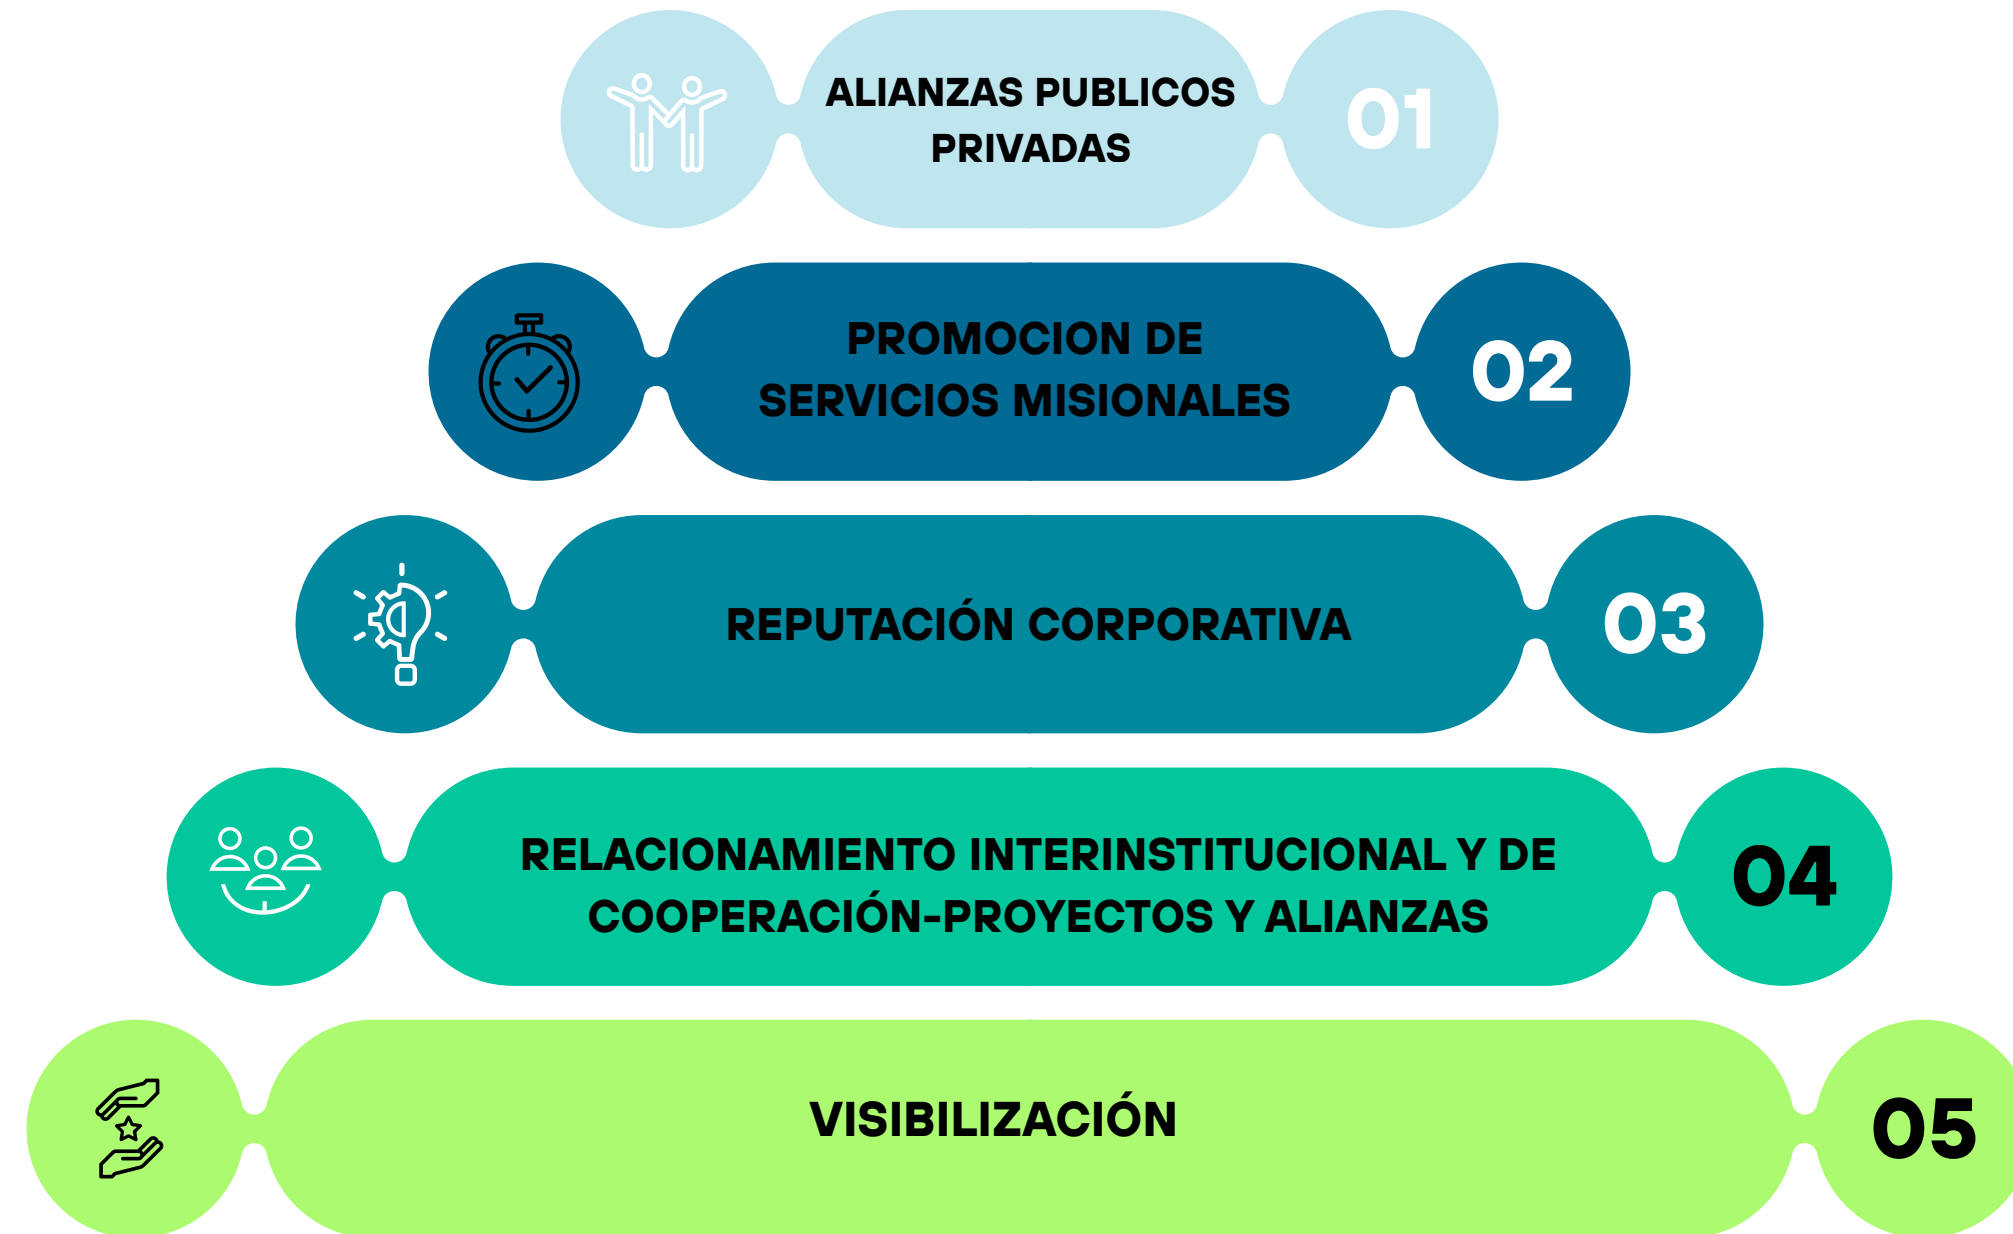 ALIANZAS PUBLICOS
PRIVADAS
01
PROMOCION DE
SERVICIOS MISIONALES
02
REPUTACIÓN CORPORATIVA
03
RELACIONAMIENTO INTERINSTITUCIONAL Y DE
COOPERACIÓN-PROYECTOS Y ALIANZAS
04
VISIBILIZACIÓN
05